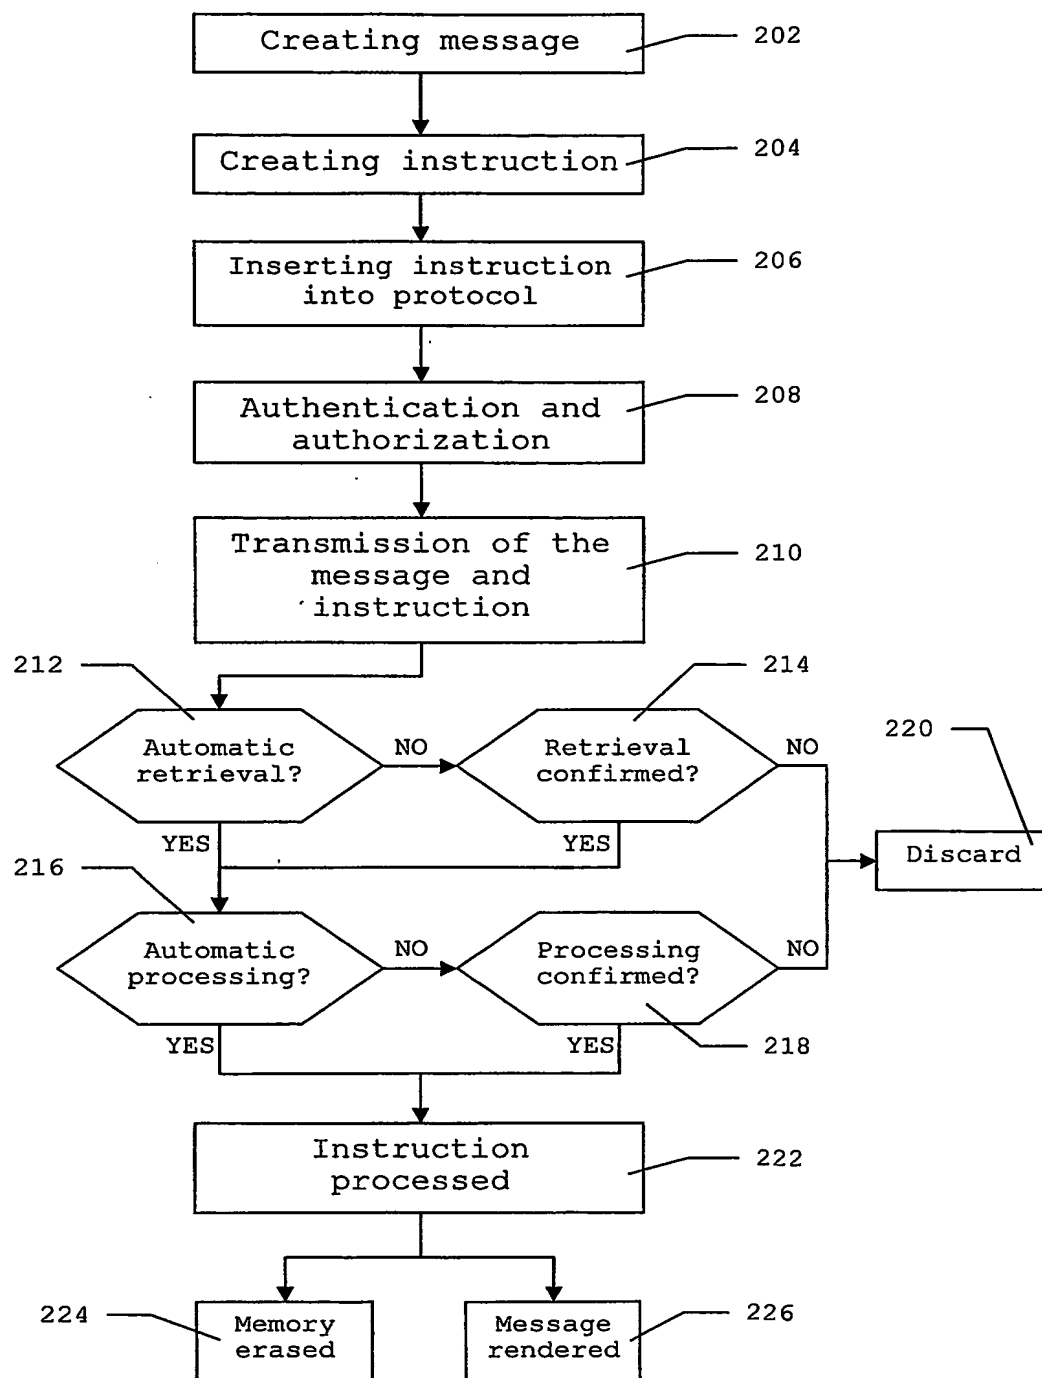 Creating message
202
Creating instruction
204
Inserting instruction
into protocol
206
Authentication and
authorization
208
Transmission of the
message and
instruction
210
212
214
Automatic
retrieval?
NO
Retrieval
confirmed?
NO
220
YES
YES
Discard
216
Automatic
processing?
NO
Processing
confirmed?
NO
YES
YES
218
Instruction
processed
222
224
Memory
erased
Message
rendered
226